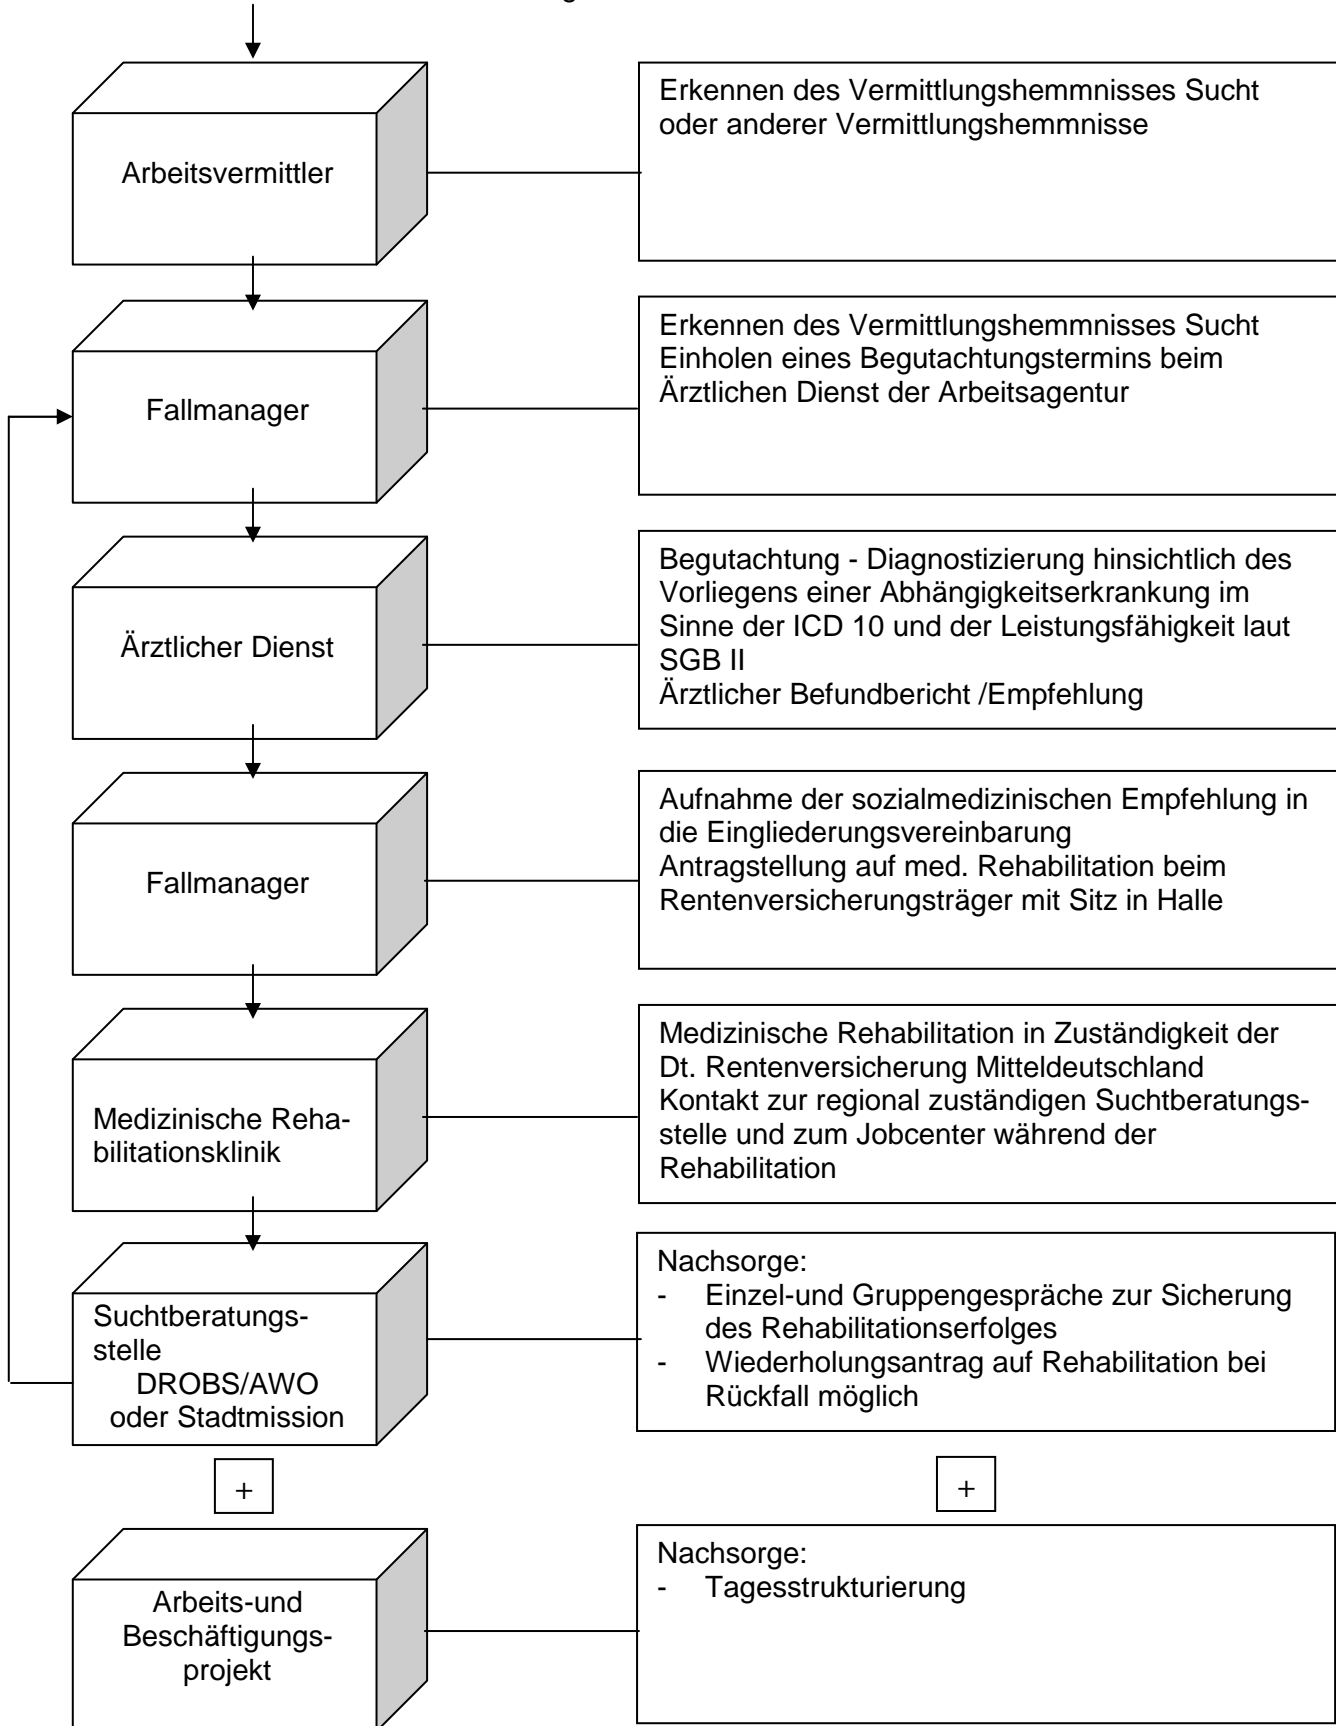 Arbeitsvermittler
Erkennen des Vermittlungshemmnisses Sucht
oder anderer Vermittlungshemmnisse
Fallmanager
Erkennen des Vermittlungshemmnisses Sucht
Einholen eines Begutachtungstermins beim
Ärztlichen Dienst der Arbeitsagentur
Ärztlicher Dienst
Begutachtung - Diagnostizierung hinsichtlich des
Vorliegens einer Abhängigkeitserkrankung im
Sinne der ICD 10 und der Leistungsfähigkeit laut
SGB II
Ärztlicher Befundbericht /Empfehlung
Fallmanager
Aufnahme der sozialmedizinischen Empfehlung in
die Eingliederungsvereinbarung
Antragstellung auf med. Rehabilitation beim
Rentenversicherungsträger mit Sitz in Halle
Medizinische Reha-
bilitationsklinik
Medizinische Rehabilitation in Zuständigkeit der
Dt. Rentenversicherung Mitteldeutschland
Kontakt zur regional zuständigen Suchtberatungs-
stelle und zum Jobcenter während der
Rehabilitation
Suchtberatungs-
stelle
DROBS/AWO
oder Stadtmission
Nachsorge:
- Einzel-und Gruppengespräche zur Sicherung
des Rehabilitationserfolges
- Wiederholungsantrag auf Rehabilitation bei
Rückfall möglich
+
+
Arbeits-und
Beschäftigungs-
projekt
Nachsorge:
- Tagesstrukturierung